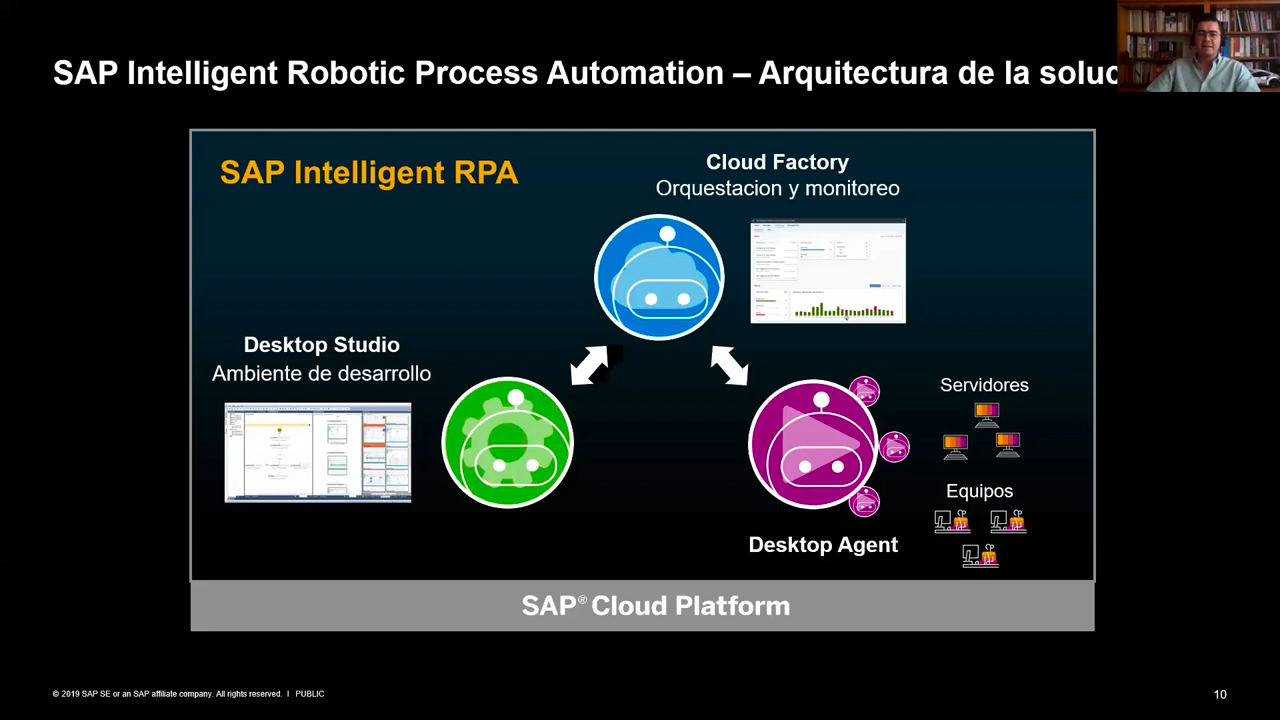 SAP Intelligent Robotic Process Automation – Arquitectura de la soluc
SAP Intelligent RPA
Cloud Factory
Orquestacion y monitoreo
Desktop Studio
Ambiente de desarrollo
Servidores
Equipos
Desktop Agent
SAP® Cloud Platform
© 2019 SAP SE or an SAP affiliate company. All rights reserved. I PUBLIC
10